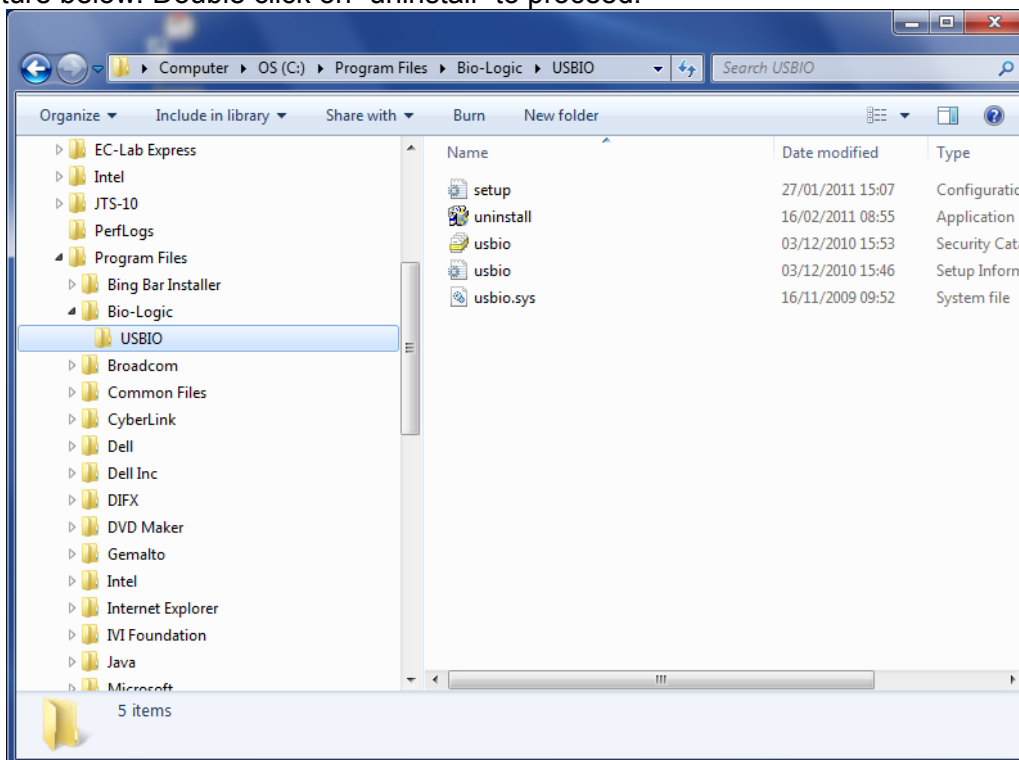 ture below. Double click on "uninstall" to proceed.
Computer ▸ OS (C:) ▸ Program Files ▸ Bio-Logic ▸ USBIO
Search USBIO
Organize Include in library Share with Burn New folder
EC-Lab Express
Intel
JTS-10
PerfLogs
Program Files
Bing Bar Installer
Bio-Logic
USBIO
Broadcom
Common Files
CyberLink
Dell
Dell Inc
DIFX
DVD Maker
Gemalto
Intel
Internet Explorer
IVI Foundation
Java
Microsoft
Name Date modified Type
setup 27/01/2011 15:07 Configuratic
uninstall 16/02/2011 08:55 Application
usbio 03/12/2010 15:53 Security Cat
usbio 03/12/2010 15:46 Setup Inforn
usbio.sys 16/11/2009 09:52 System file
5 items